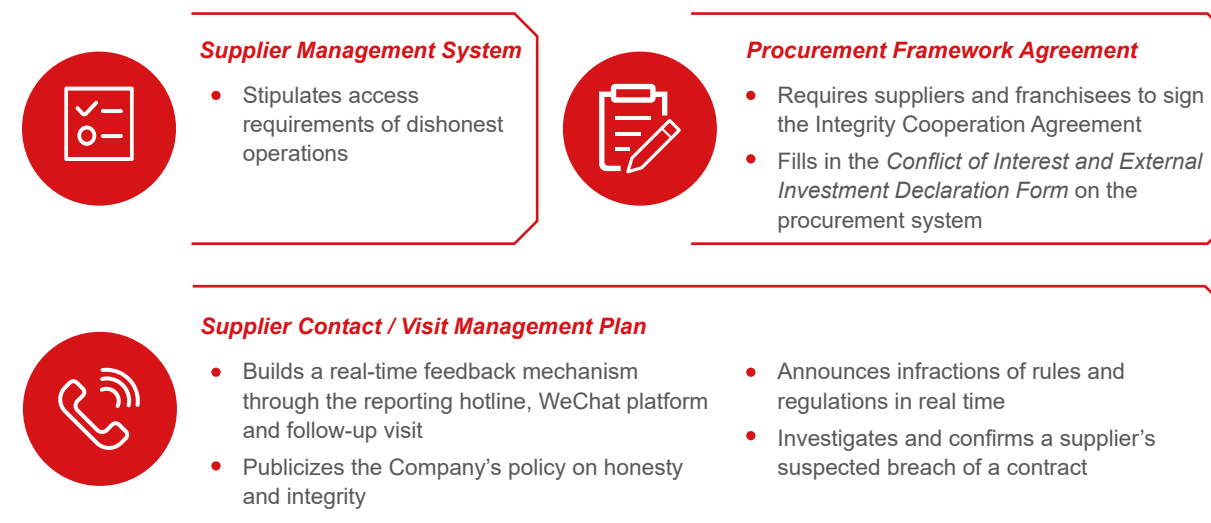 Supplier Management System
• Stipulates access
requirements of dishonest
operations
Procurement Framework Agreement
• Requires suppliers and franchisees to sign
the Integrity Cooperation Agreement
• Fills in the Conflict of Interest and External
Investment Declaration Form on the
procurement system
Supplier Contact / Visit Management Plan
• Builds a real-time feedback mechanism
through the reporting hotline, WeChat platform
and follow-up visit
• Publicizes the Company’s policy on honesty
and integrity
• Announces infractions of rules and
regulations in real time
• Investigates and confirms a supplier’s
suspected breach of a contract